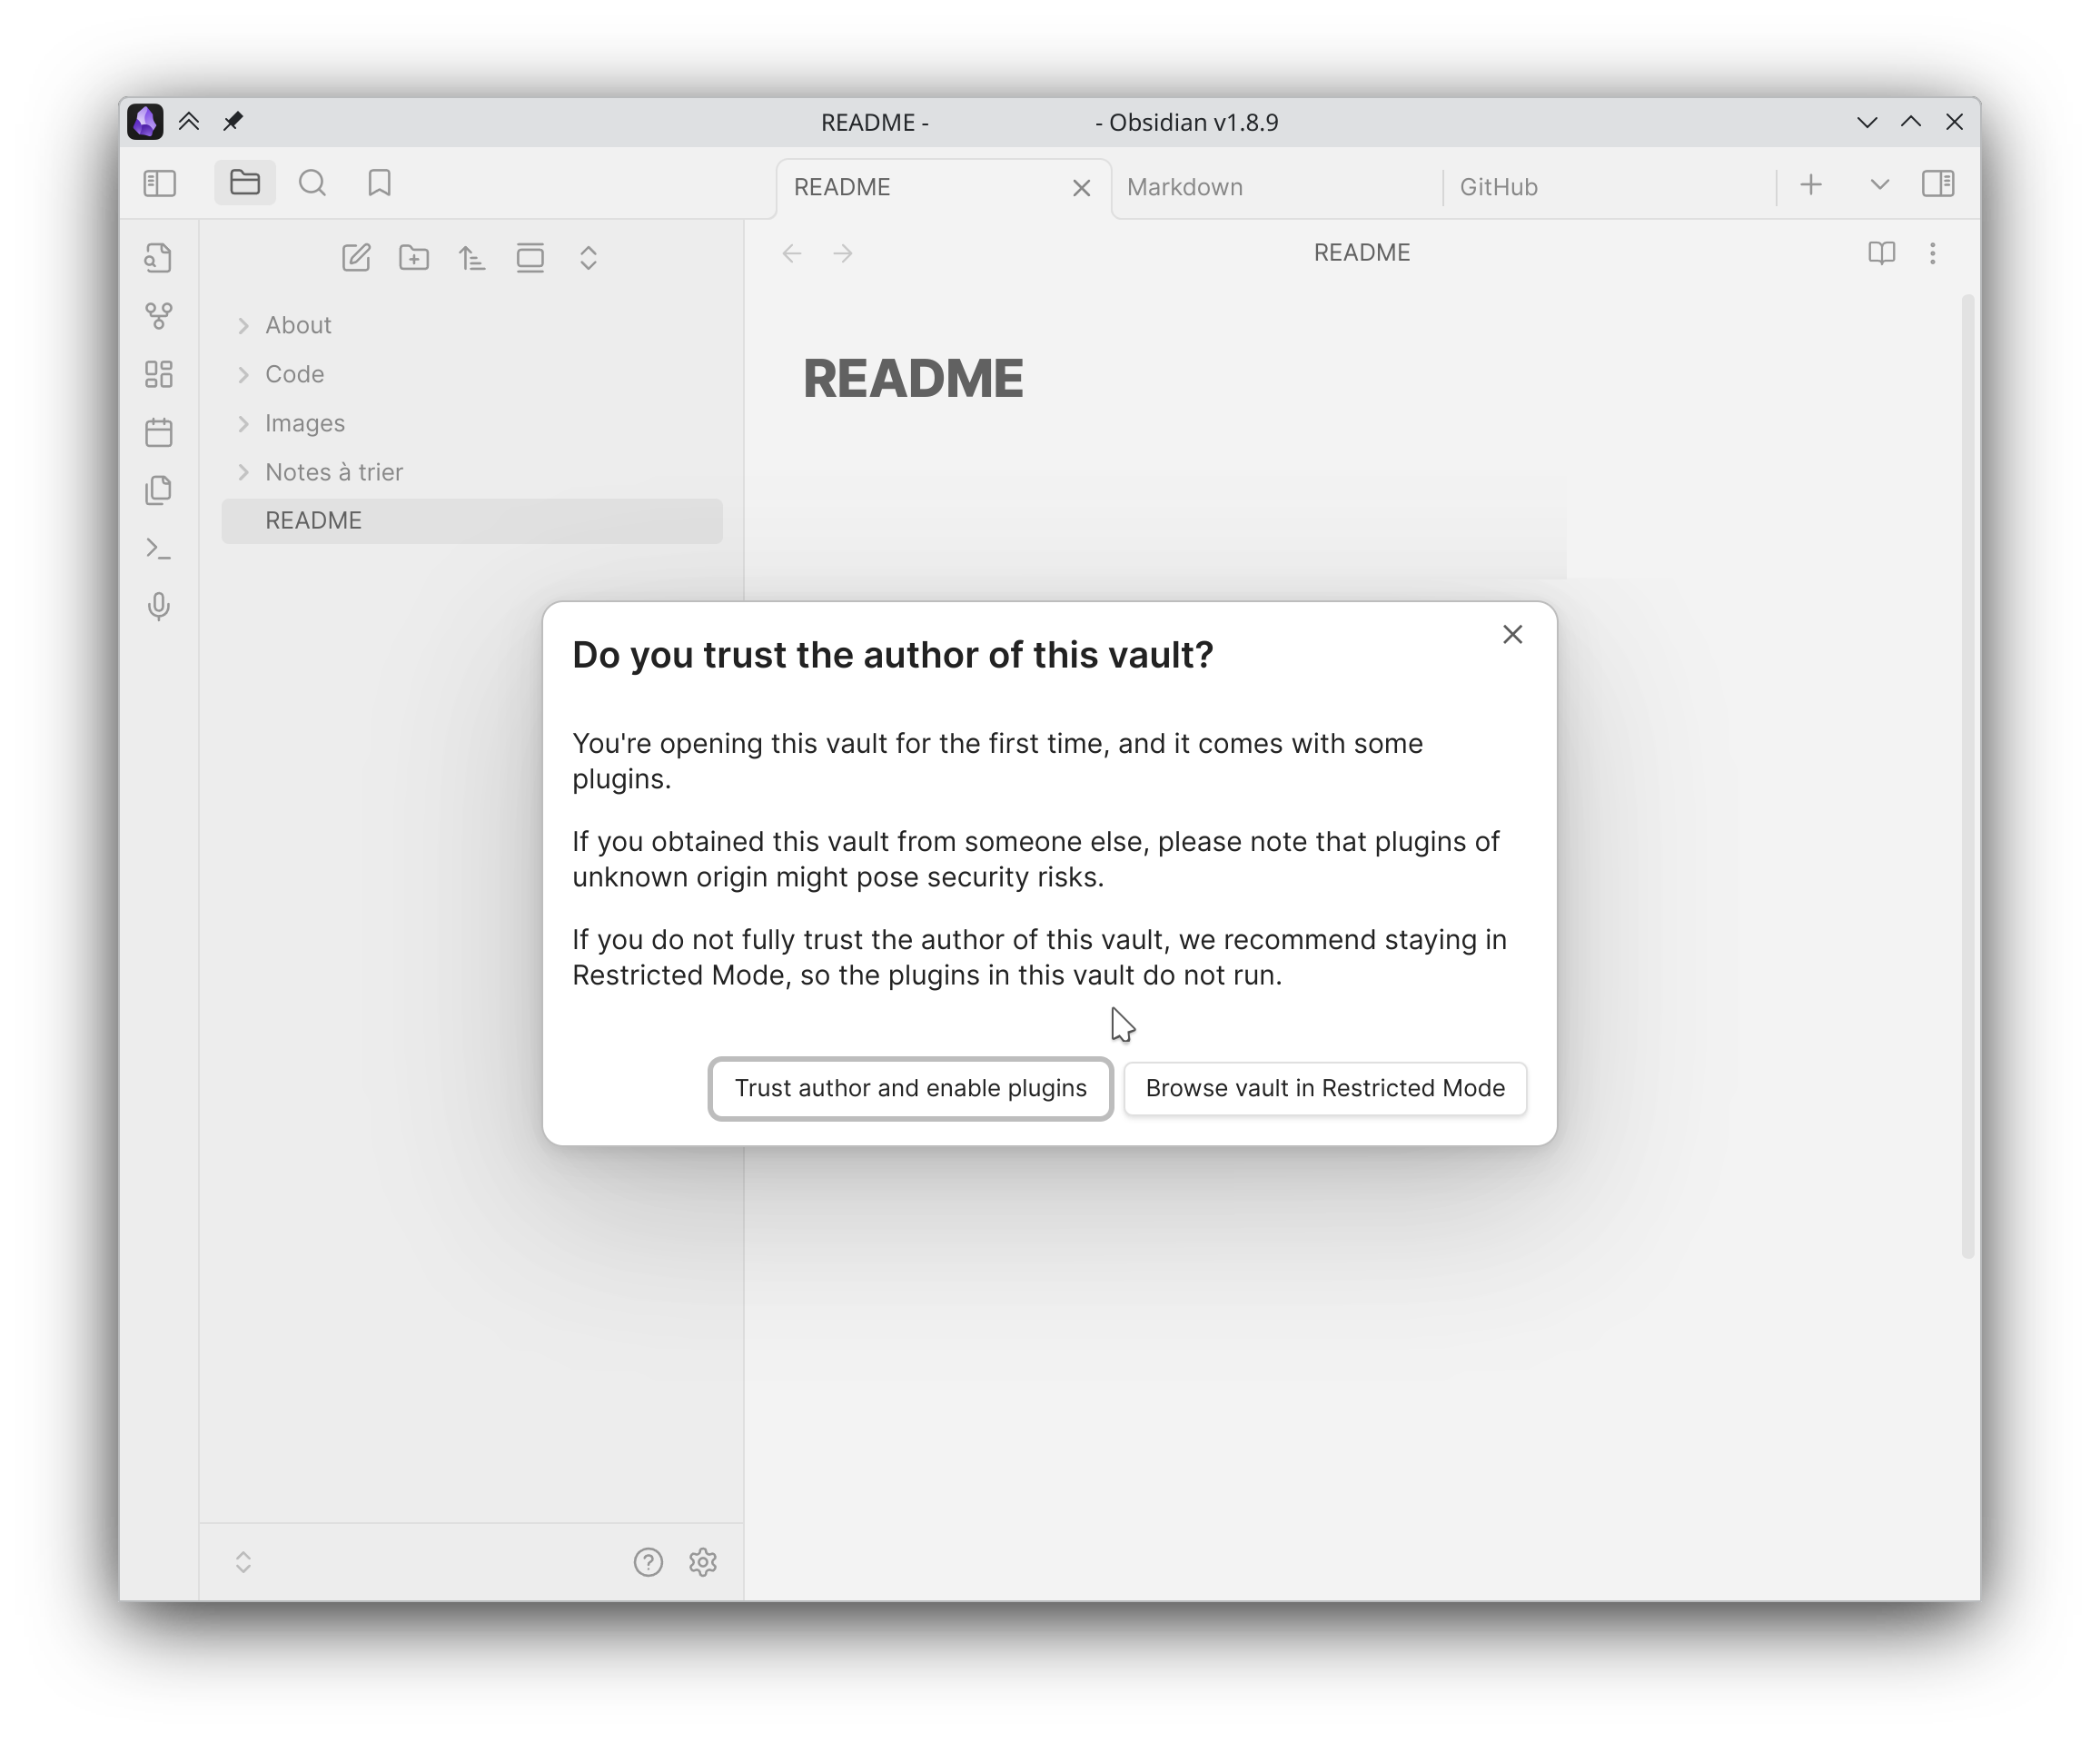 README -  - Obsidian v1.8.9
README
Markdown
GitHub
README
About
Code
Images
Notes à trier
README
README
Do you trust the author of this vault?
You're opening this vault for the first time, and it comes with some
plugins.
If you obtained this vault from someone else, please note that plugins of
unknown origin might pose security risks.
If you do not fully trust the author of this vault, we recommend staying in
Restricted Mode, so the plugins in this vault do not run.
Trust author and enable plugins
Browse vault in Restricted Mode